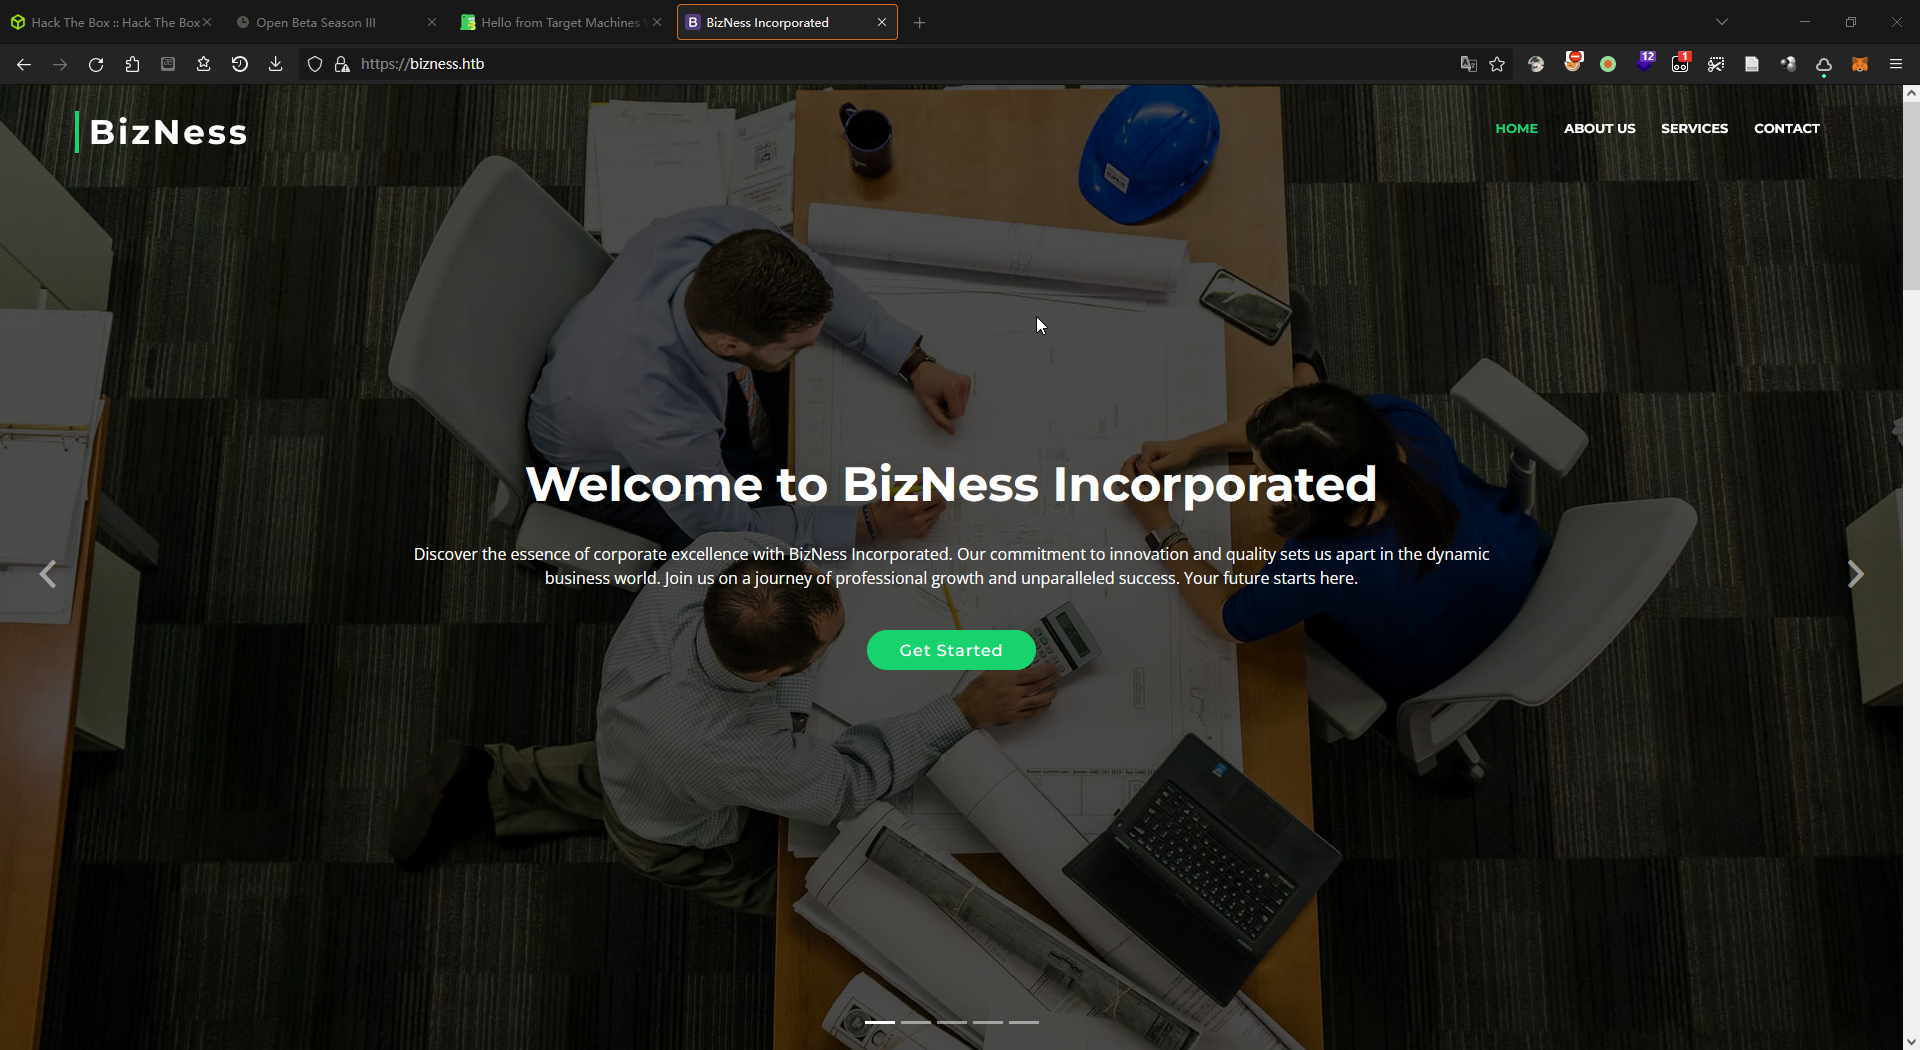 Hack The Box :: Hack The Box
Open Beta Season III
Hello from Target Machines
BizNess Incorporated
https://bizness.htb
12
1
BizNess
HOME
ABOUT US
SERVICES
CONTACT
Welcome to BizNess Incorporated
Discover the essence of corporate excellence with BizNess Incorporated. Our commitment to innovation and quality sets us apart in the dynamic
business world. Join us on a journey of professional growth and unparalleled success. Your future starts here.
Get Started